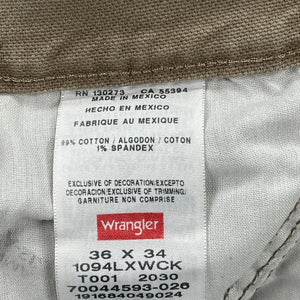 RN 130273 CA 55394
MADE IN MEXICO
HECHO EN MEXICO
FABRIQUE AU MEXIQUE
99% COTTON / ALGODON / COTON
1% SPANDEX
EXCLUSIVE OF DECORATION/EXCEPTO
DECORACION/EXCLUSIVE OF TRIMMING/
GARNITURE NON COMPRISE
Wrangler
36 X 34
1094LXWCK
T001 2030
70044593-026
191684049024